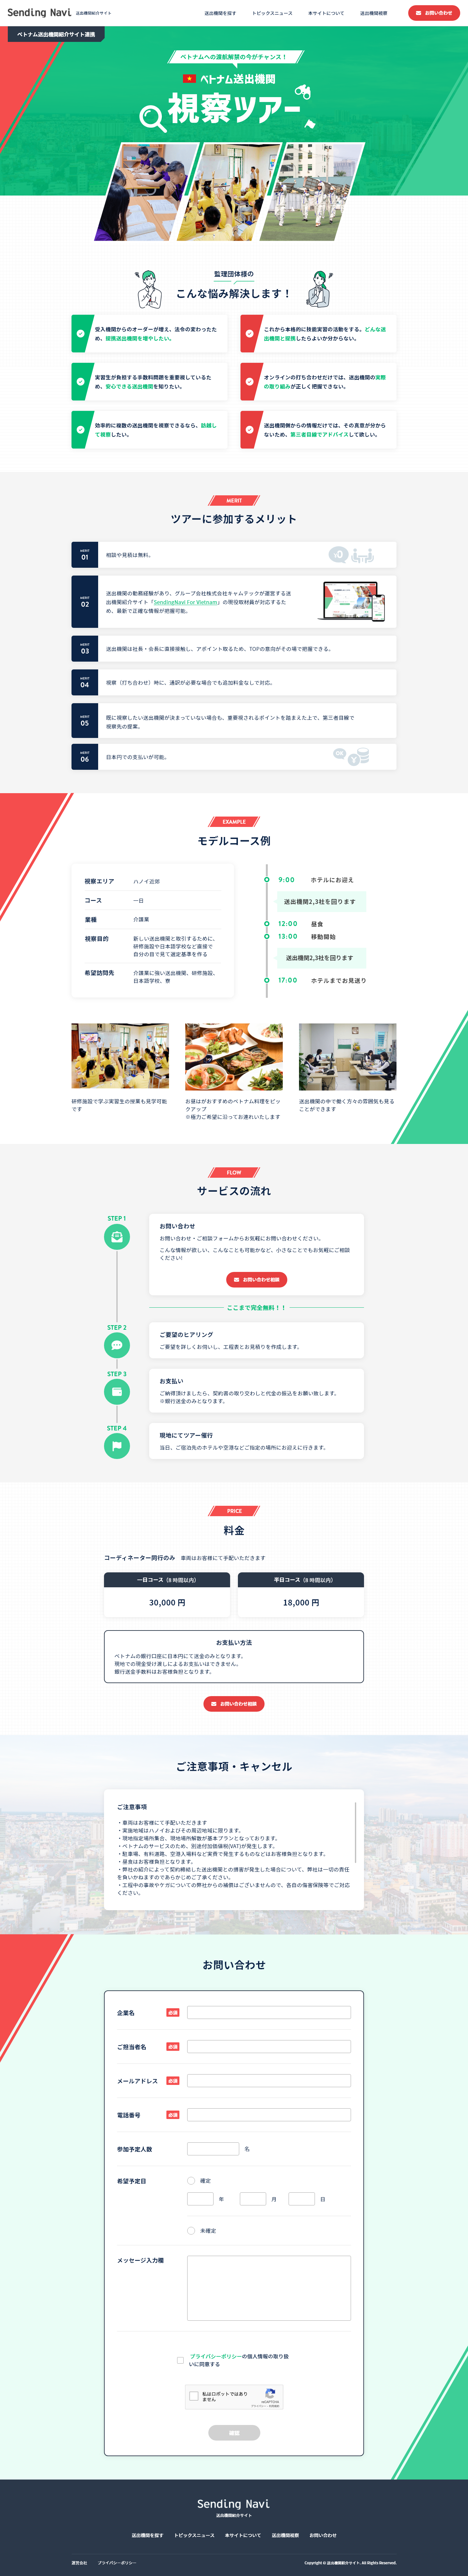 Sending Navi 送出機関紹介サイト
送出機関を探す
トピックスニュース
本サイトについて
送出機関視察
お問い合わせ
ベトナム送出機関紹介サイト連携
ベトナムへの渡航解禁の今がチャンス！
ベトナム送出機関
視察ツアー
監理団体様の
こんな悩み解決します！
受入機関からのオーダーが増え、法令の変わったた
め、提携送出機関を増やしたい。
これから本格的に技能実習の活動をする。どんな送
出機関と提携したらよいか分からない。
実習生が負担する手数料問題を重要視しているた
め、安心できる送出機関を知りたい。
オンラインの打ち合わせだけでは、送出機関の実際
の取り組みが正しく把握できない。
効率的に複数の送出機関を視察できるなら、訪越し
て視察したい。
送出機関側からの情報だけでは、その真意が分から
ないため、第三者目線でアドバイスして欲しい。
MERIT
ツアーに参加するメリット
MERIT
01
相談や見積は無料。
¥0
MERIT
02
送出機関の勤務経験があり、グループ会社株式会社キャムテックが運営する送
出機関紹介サイト『SendingNavi For Vietnam』の現役取材員が対応するた
め、最新で正確な情報が把握可能。
MERIT
03
送出機関は社長・会長に直接接触し、アポイント取るため、TOPの意向がその場で把握できる。
MERIT
04
視察（打ち合わせ）時に、通訳が必要な場合でも追加料金なしで対応。
MERIT
05
既に視察したい送出機関が決まっていない場合も、重要視されるポイントを踏まえた上で、第三者目線で
視察先の提案。
MERIT
06
日本円での支払いが可能。
EXAMPLE
モデルコース例
視察エリア
ハノイ近郊
コース
一日
業種
介護業
視察目的
新しい送出機関と取引するために、
研修施設や日本語学校など直接で
自分の目で見て選定基準を作る
希望訪問先
介護業に強い送出機関、研修施設、
日本語学校、寮
9:00 ホテルにお迎え
送出機関2,3社を回ります
12:00 昼食
13:00 移動開始
送出機関2,3社を回ります
17:00 ホテルまでお見送り
研修施設で学ぶ実習生の授業も見学可能
です
お昼はがおすすめのベトナム料理をピッ
クアップ
※極力ご希望に沿ってお連れいたします
送出機関の中で働く方々の雰囲気も見る
ことができます
FLOW
サービスの流れ
STEP 1
お問い合わせ
お問い合わせ・ご相談フォームからお気軽にお問い合わせください。
こんな情報が欲しい、こんなことも可能かなど、小さなことでもお気軽にご相談
ください!
お問い合わせ相談
ここまで完全無料！！
STEP 2
ご要望のヒアリング
ご要望を詳しくお伺いし、工程表とお見積りを作成します。
STEP 3
お支払い
ご納得頂けましたら、契約書の取り交わしと代金の振込をお願い致します。
※銀行送金のみとなります。
STEP 4
現地にてツアー催行
当日、ご宿泊先のホテルや空港などご指定の場所にお迎えに行きます。
PRICE
料金
コーディネーター同行のみ 車両はお客様にて手配いただきます
一日コース（8 時間以内）
30,000 円
半日コース（8 時間以内）
18,000 円
お支払い方法
ベトナムの銀行口座に日本円にて送金のみとなります。
現地での現金受け渡しによるお支払いはできません。
銀行送金手数料はお客様負担となります。
お問い合わせ相談
ご注意事項・キャンセル
ご注意事項
・車両はお客様にて手配いただきます
・実施地域はハノイおよびその周辺地域に限ります。
・現地指定場所集合、現地場所解散が基本プランとなっております。
・ベトナムのサービスのため、別途付加価値税(VAT)が発生します。
・駐車場、有料道路、空港入場料など実費で発生するものなどはお客様負担となります。
・昼食はお客様負担となります。
・弊社の紹介によって契約締結した送出機関との損害が発生した場合について、弊社は一切の責任
を負いかねますのであらかじめご了承ください。
・工程中の事故やケガについての弊社からの補償はございませんので、各自の傷害保険等でご対応
ください。
お問い合わせ
企業名 必須
ご担当者名 必須
メールアドレス 必須
電話番号 必須
参加予定人数 名
希望予定日 確定
年 月 日
未確定
メッセージ入力欄
プライバシーポリシーの個人情報の取り扱
いに同意する
私はロボットではあり
ません
reCAPTCHA
プライバシー - 利用規約
確認
Sending Navi
送出機関紹介サイト
送出機関を探す
トピックスニュース
本サイトについて
送出機関視察
お問い合わせ
運営会社
プライバシーポリシー
Copyright © 送出機関紹介サイト. All Rights Reserved.